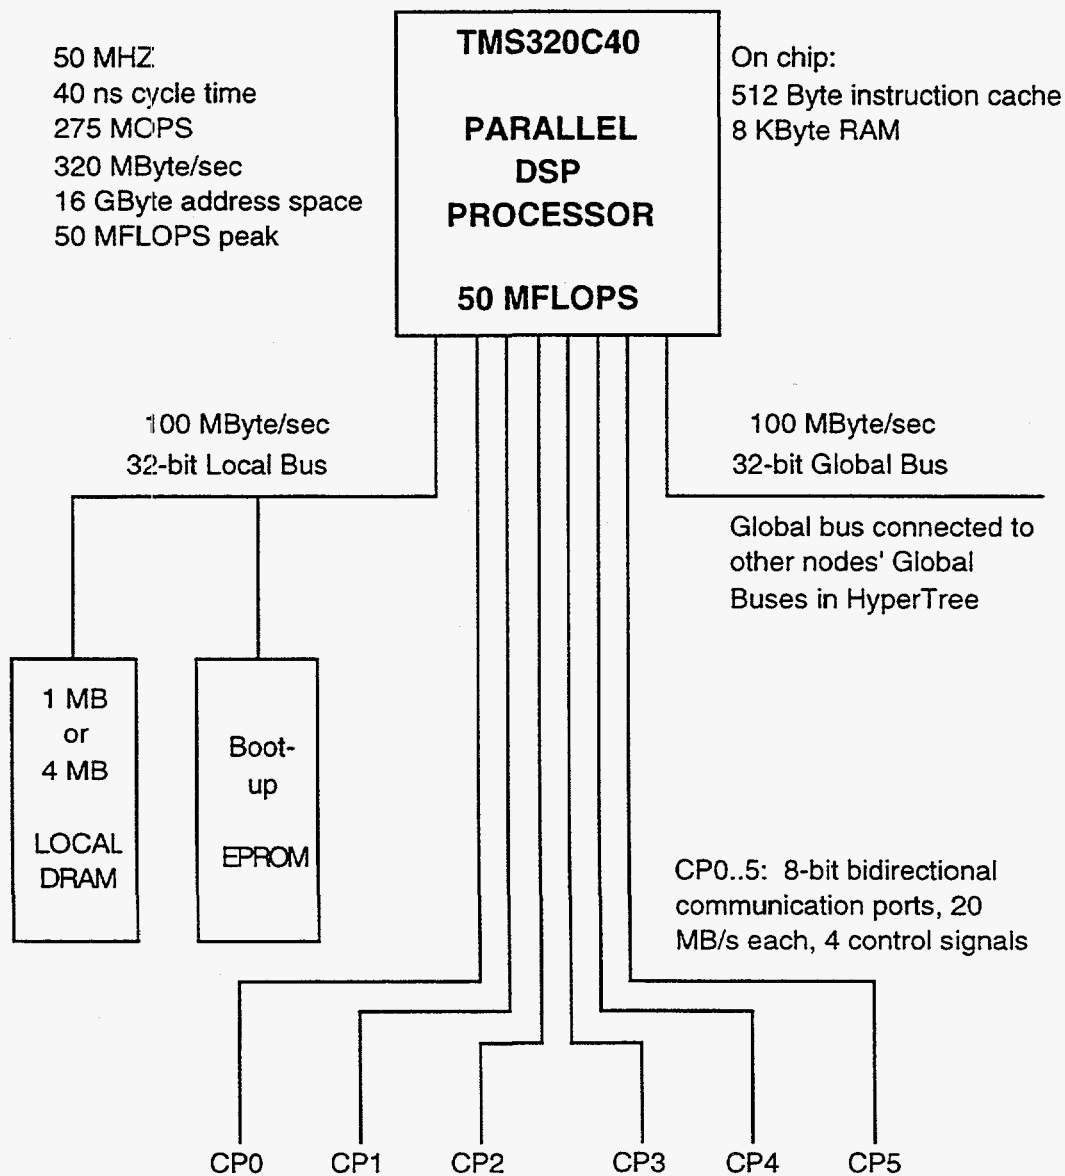 50 MHZ
40 ns cycle time
275 MOPS
320 MByte/sec
16 GByte address space
50 MFLOPS peak
TMS320C40
PARALLEL
DSP
PROCESSOR
50 MFLOPS
On chip:
512 Byte instruction cache
8 KByte RAM
100 MByte/sec
32-bit Local Bus
100 MByte/sec
32-bit Global Bus
Global bus connected to
other nodes' Global
Buses in HyperTree
1 MB
or
4 MB
LOCAL
DRAM
Boot-
up
EPROM
CP0..5: 8-bit bidirectional
communication ports, 20
MB/s each, 4 control signals
CP0
CP1
CP2
CP3
CP4
CP5